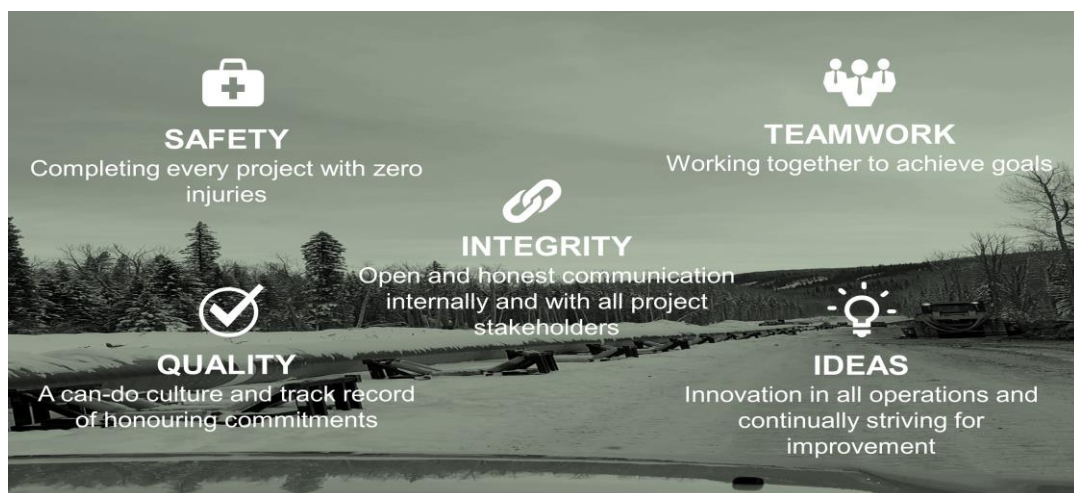 SAFETY
Completing every project with zero
injuries
TEAMWORK
Working together to achieve goals
INTEGRITY
Open and honest communication
internally and with all project
stakeholders
QUALITY
A can-do culture and track record
of honouring commitments
IDEAS
Innovation in all operations and
continually striving for
improvement